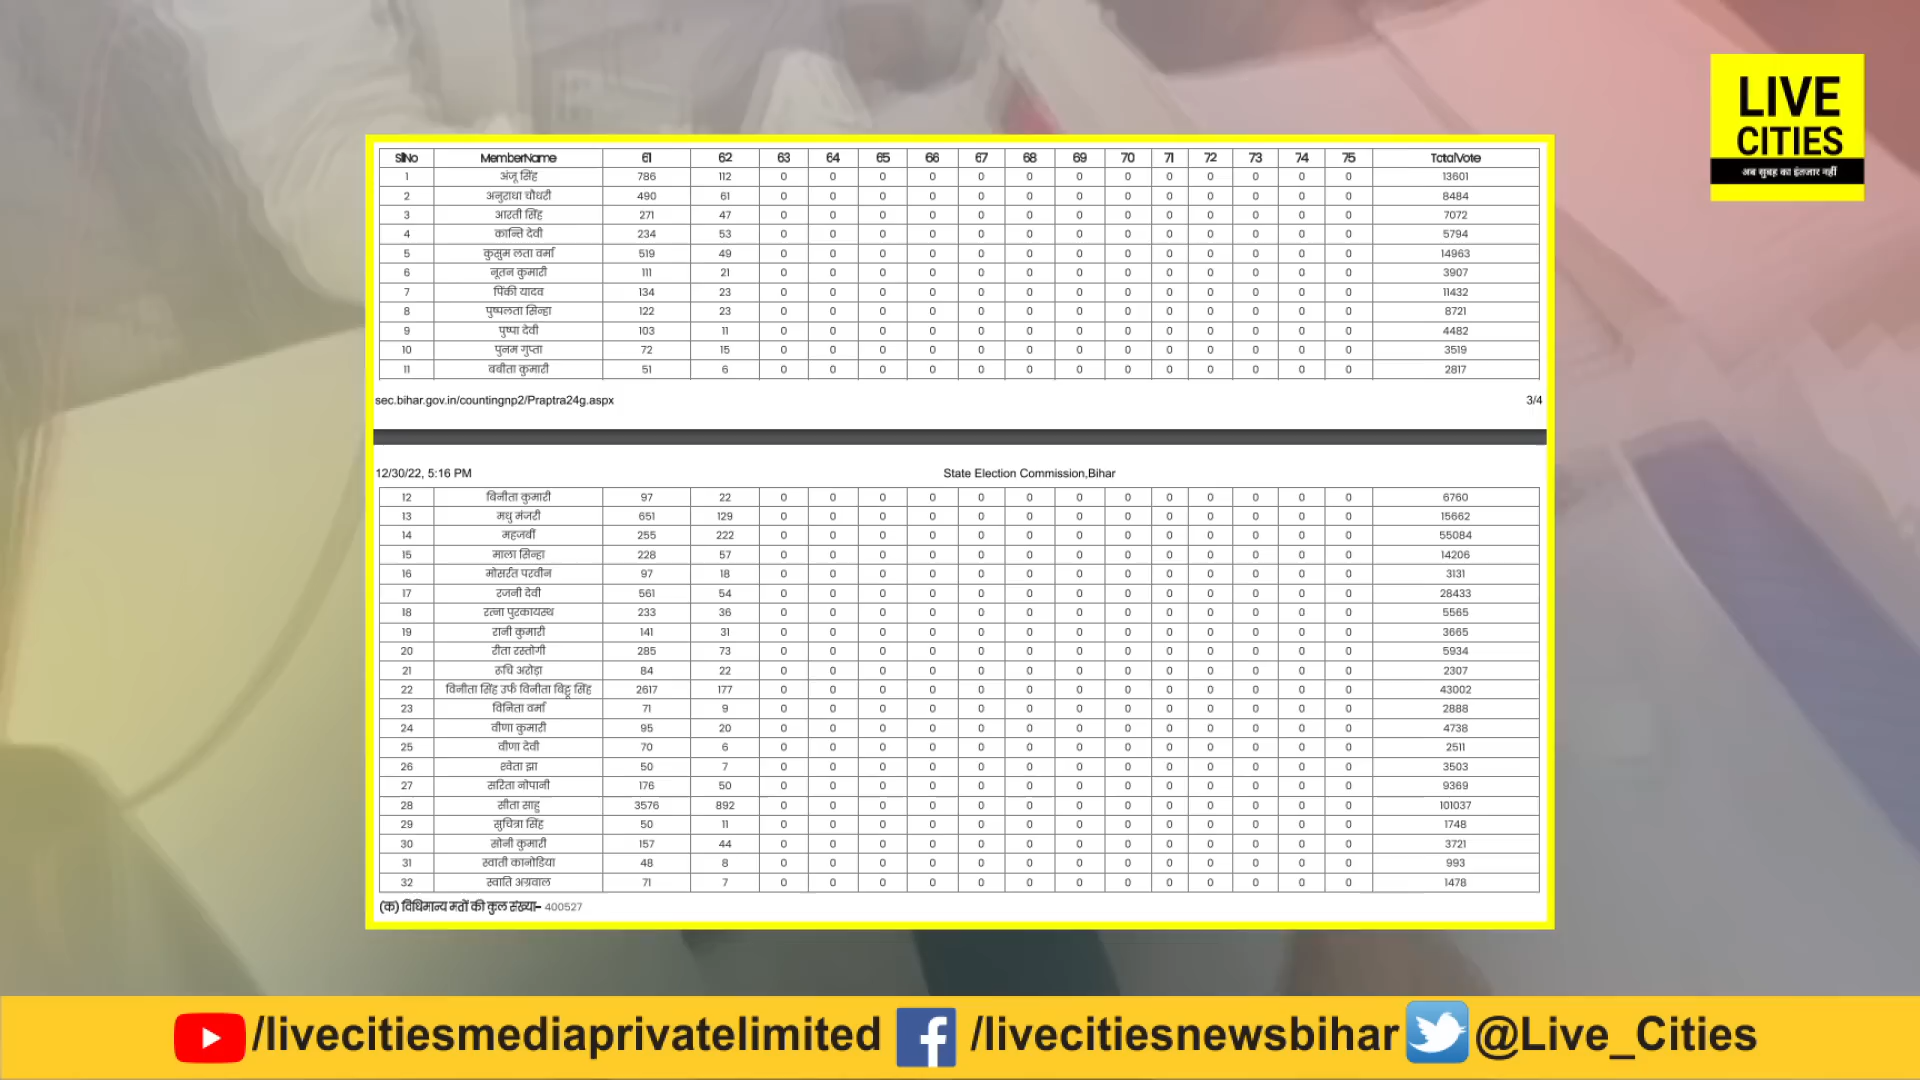 LIVE
CITIES
अब सुबह का इंतजार नहीं
SlNo MemberName 61 62 63 64 65 66 67 68 69 70 71 72 73 74 75 TotalVote
1 अंजू सिंह 786 112 0 0 0 0 0 0 0 0 0 0 0 0 0 13601
2 अनुराधा चौधरी 490 61 0 0 0 0 0 0 0 0 0 0 0 0 0 8484
3 आरती सिंह 271 47 0 0 0 0 0 0 0 0 0 0 0 0 0 7072
4 कान्ति देवी 234 53 0 0 0 0 0 0 0 0 0 0 0 0 0 5794
5 कुसुम लता वर्मा 519 49 0 0 0 0 0 0 0 0 0 0 0 0 0 14963
6 नूतन कुमारी 111 21 0 0 0 0 0 0 0 0 0 0 0 0 0 3907
7 पिंकी यादव 134 23 0 0 0 0 0 0 0 0 0 0 0 0 0 11432
8 पुष्पलता सिन्हा 122 23 0 0 0 0 0 0 0 0 0 0 0 0 0 8721
9 पुष्पा देवी 103 11 0 0 0 0 0 0 0 0 0 0 0 0 0 4482
10 पुनम गुप्ता 72 15 0 0 0 0 0 0 0 0 0 0 0 0 0 3519
11 बबीता कुमारी 51 6 0 0 0 0 0 0 0 0 0 0 0 0 0 2817
sec.bihar.gov.in/countingnp2/Praptra24g.aspx 3/4
12/30/22, 5:16 PM State Election Commission,Bihar
12 बिनीता कुमारी 97 22 0 0 0 0 0 0 0 0 0 0 0 0 0 6760
13 मधु मंजरी 651 129 0 0 0 0 0 0 0 0 0 0 0 0 0 15662
14 महजबीं 255 222 0 0 0 0 0 0 0 0 0 0 0 0 0 55084
15 माला सिन्हा 228 57 0 0 0 0 0 0 0 0 0 0 0 0 0 14206
16 मोसर्रत परवीन 97 18 0 0 0 0 0 0 0 0 0 0 0 0 0 3131
17 रजनी देवी 561 54 0 0 0 0 0 0 0 0 0 0 0 0 0 28433
18 रत्ना पुरकायस्थ 233 36 0 0 0 0 0 0 0 0 0 0 0 0 0 5565
19 रानी कुमारी 141 31 0 0 0 0 0 0 0 0 0 0 0 0 0 3665
20 रीता रस्तोगी 285 73 0 0 0 0 0 0 0 0 0 0 0 0 0 5934
21 रूचि अरोड़ा 84 22 0 0 0 0 0 0 0 0 0 0 0 0 0 2307
22 विनीता सिंह उर्फ विनीता बिट्टू सिंह 2617 177 0 0 0 0 0 0 0 0 0 0 0 0 0 43002
23 विनिता वर्मा 71 9 0 0 0 0 0 0 0 0 0 0 0 0 0 2888
24 वीणा कुमारी 95 20 0 0 0 0 0 0 0 0 0 0 0 0 0 4738
25 वीणा देवी 70 6 0 0 0 0 0 0 0 0 0 0 0 0 0 2511
26 श्वेता झा 50 7 0 0 0 0 0 0 0 0 0 0 0 0 0 3503
27 सरिता नोपानी 176 50 0 0 0 0 0 0 0 0 0 0 0 0 0 9369
28 सीता साहु 3576 892 0 0 0 0 0 0 0 0 0 0 0 0 0 101037
29 सुचित्रा सिंह 50 11 0 0 0 0 0 0 0 0 0 0 0 0 0 1748
30 सोनी कुमारी 157 44 0 0 0 0 0 0 0 0 0 0 0 0 0 3721
31 स्वाती कानोडिया 48 8 0 0 0 0 0 0 0 0 0 0 0 0 0 993
32 स्वाति अग्रवाल 71 7 0 0 0 0 0 0 0 0 0 0 0 0 0 1478
(क) विधिमान्य मतों की कुल संख्या- 400527
/livecitiesmediaprivatelimited /livecitiesnewsbihar @Live_Cities